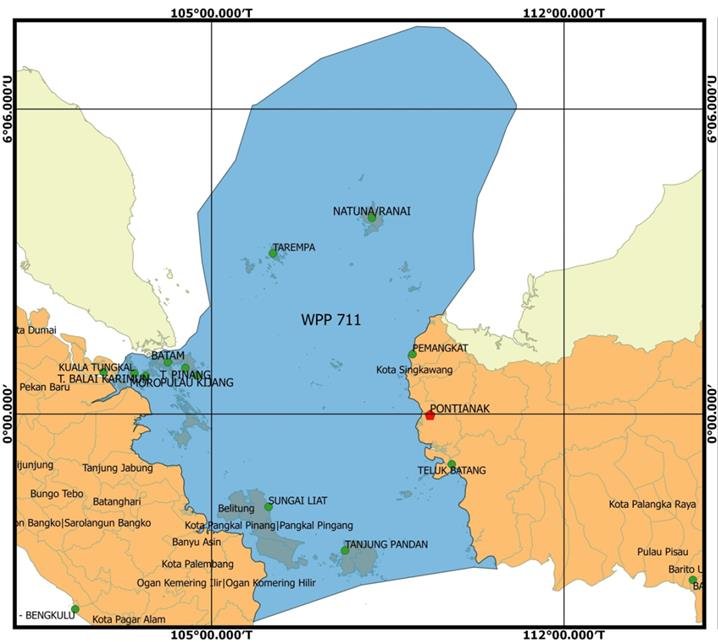 105°00.000'T 112°00.000'T
6°06.000'U 6°06.000'U
NATUNA/RANAI
TAREMPA
WPP 711
ta Dumai
PEMANGKAT
BATAM
KUALA TUNGKAL
T. PINANG
Kota Singkawang
T. BALAI KARIMUN
MORO
PULAU KIJANG
Pekan Baru
0°00.00' 0°00.00'
PONTIANAK
ijunjung
Tanjung Jabung
TELUK BATANG
Bungo Tebo
Batanghari
SUNGAI LIAT
Belitung
Kota Palangka Raya
on Bangko|Sarolangun Bangko
Kota Pangkal Pinang|Pangkal Pingang
Banyu Asin
TANJUNG PANDAN
Pulau Pisau
Kota Palembang
Barito U
Ogan Kemering Ilir|Ogan Komering Hilir
BA
- BENGKULU
Kota Pagar Alam
105°00.000'T 112°00.000'T